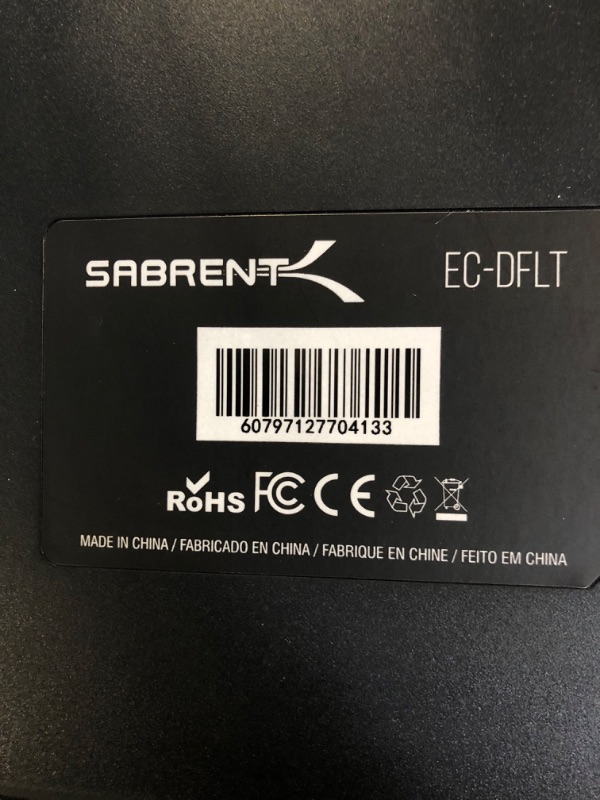 SABRENT
EC-DFLT
60797127704133
RoHS FC CE
MADE IN CHINA / FABRICADO EN CHINA / FABRIQUE EN CHINE / FEITO EM CHINA